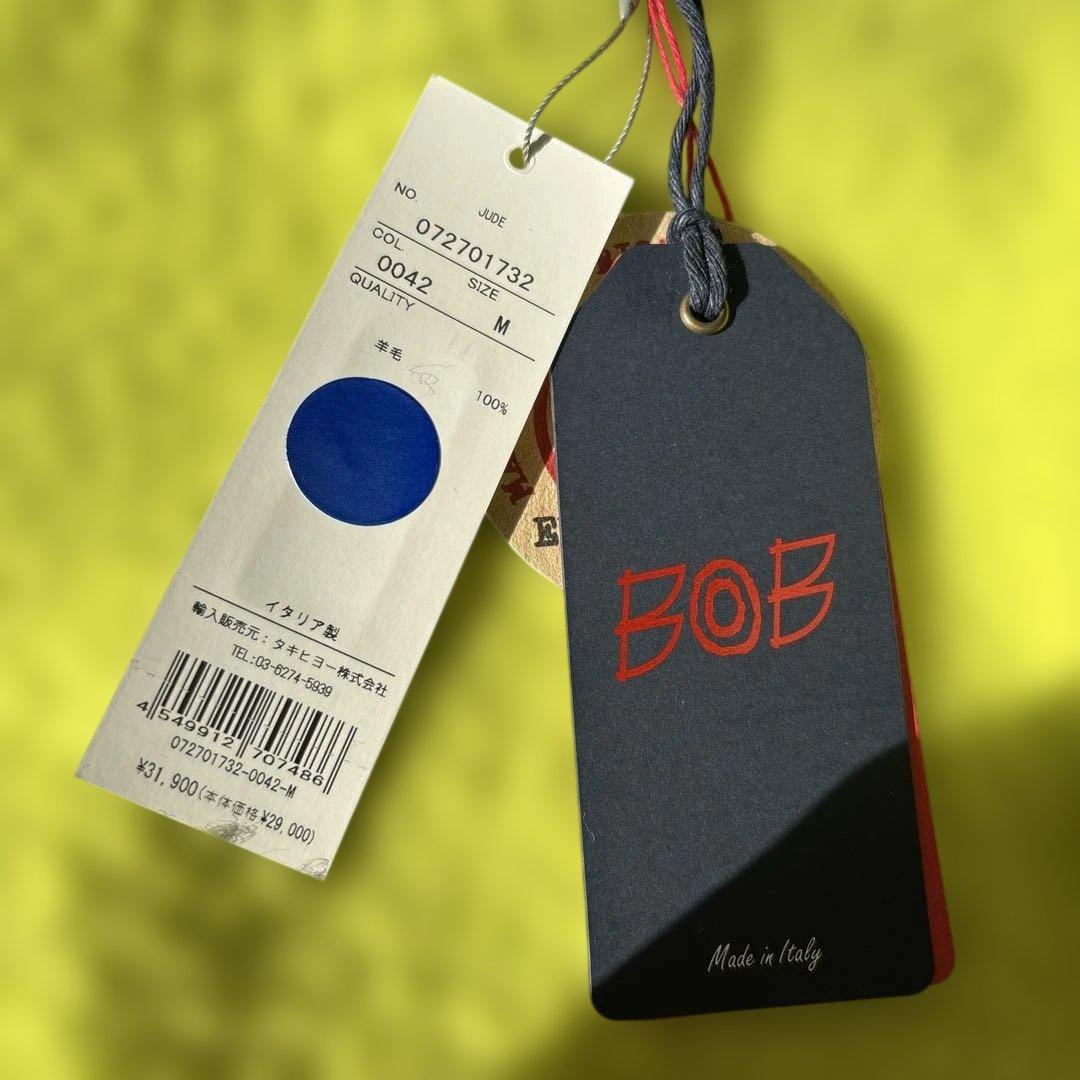 NO. JUDE
072701732
COL. SIZE
0042 M
QUALITY
羊毛 100%
イタリア製
輸入販売元：タキヒヨー株式会社
TEL:03-6274-5939
4 549912 707486
072701732-0042-M
¥31,900(本体価格¥29,000)
BOB
Made in Italy
E